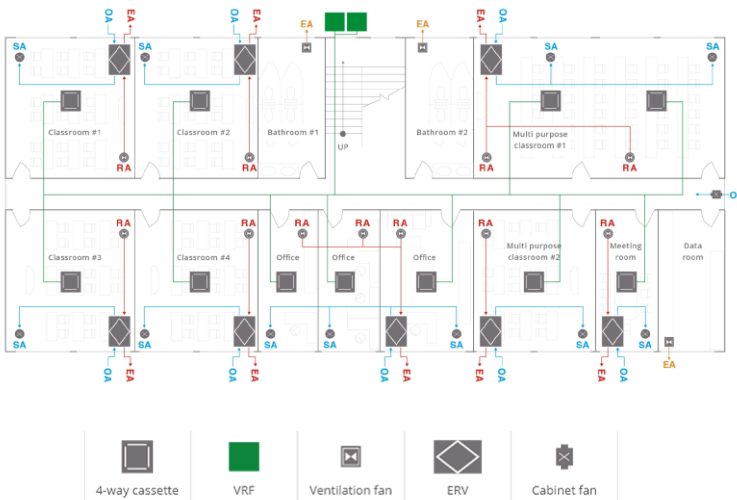 OA EA OA EA EA EA OA EA
SA SA SA SA
Classroom #1 Classroom #2 Bathroom #1 Bathroom #2 Multi purpose
classroom #1
UP
RA RA RA RA
O
RA RA RA RA RA RA RA
Classroom #3 Classroom #4 Office Office Office Multi purpose
classroom #2 Meeting
room Data
room
SA SA SA SA SA SA SA
EA
OA EA OA EA OA EA EA OA EA OA
4-way cassette VRF Ventilation fan ERV Cabinet fan